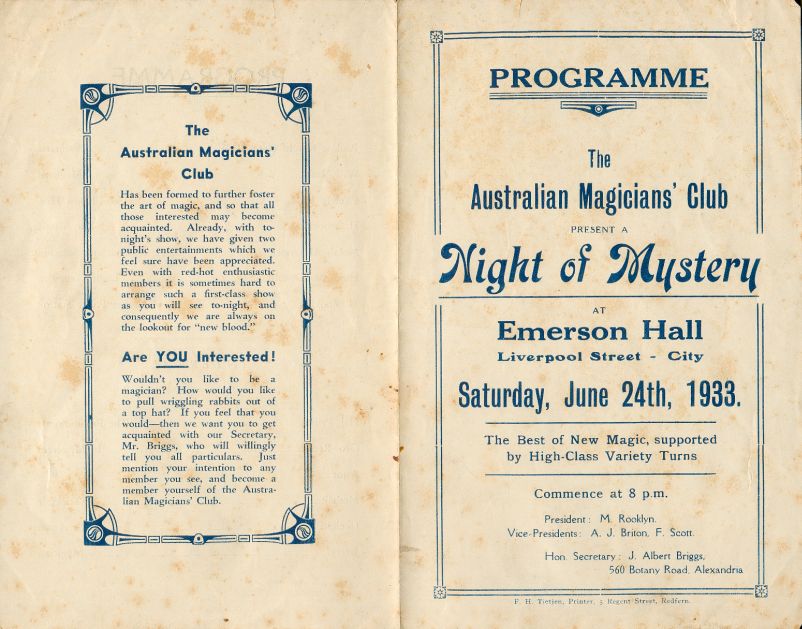 The
Australian Magicians'
Club
Has been formed to further foster
the art of magic, and so that all
those interested may become
acquainted. Already, with to-
night's show, we have given two
public entertainments which we
feel sure have been appreciated.
Even with red-hot enthusiastic
members it is sometimes hard to
arrange such a first-class show
as you will see to-night, and
consequently we are always on
the lookout for "new blood."
Are YOU Interested!
Wouldn't you like to be a
magician? How would you like
to pull wriggling rabbits out of
a top hat? If you feel that you
would—then we want you to get
acquainted with our Secretary,
Mr. Briggs, who will willingly
tell you all particulars. Just
mention your intention to any
member you see, and become a
member yourself of the Austra-
lian Magicians' Club.
PROGRAMME
The
Australian Magicians' Club
PRESENT A
Night of Mystery
AT
Emerson Hall
Liverpool Street - City
Saturday, June 24th, 1933.
The Best of New Magic, supported
by High-Class Variety Turns
Commence at 8 p.m.
President: M. Rooklyn.
Vice-Presidents: A. J. Briton, F. Scott.
Hon. Secretary: J. Albert Briggs,
560 Botany Road, Alexandria
F. H. Tietjen, Printer, 5 Regent Street, Redfern.